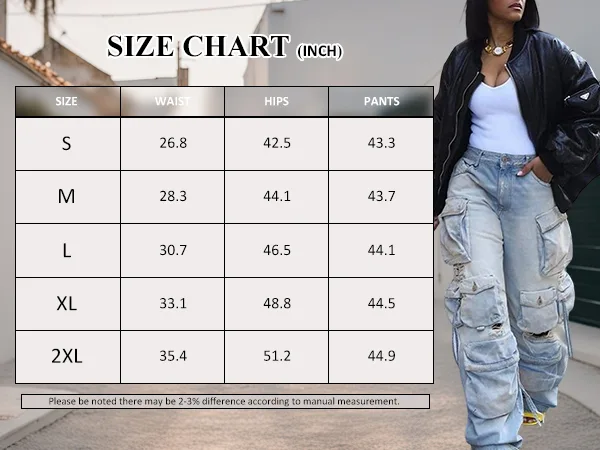 SIZE CHART (INCH)
SIZE WAIST HIPS PANTS
S 26.8 42.5 43.3
M 28.3 44.1 43.7
L 30.7 46.5 44.1
XL 33.1 48.8 44.5
2XL 35.4 51.2 44.9
Please be noted there may be 2-3% difference according to manual measurement.